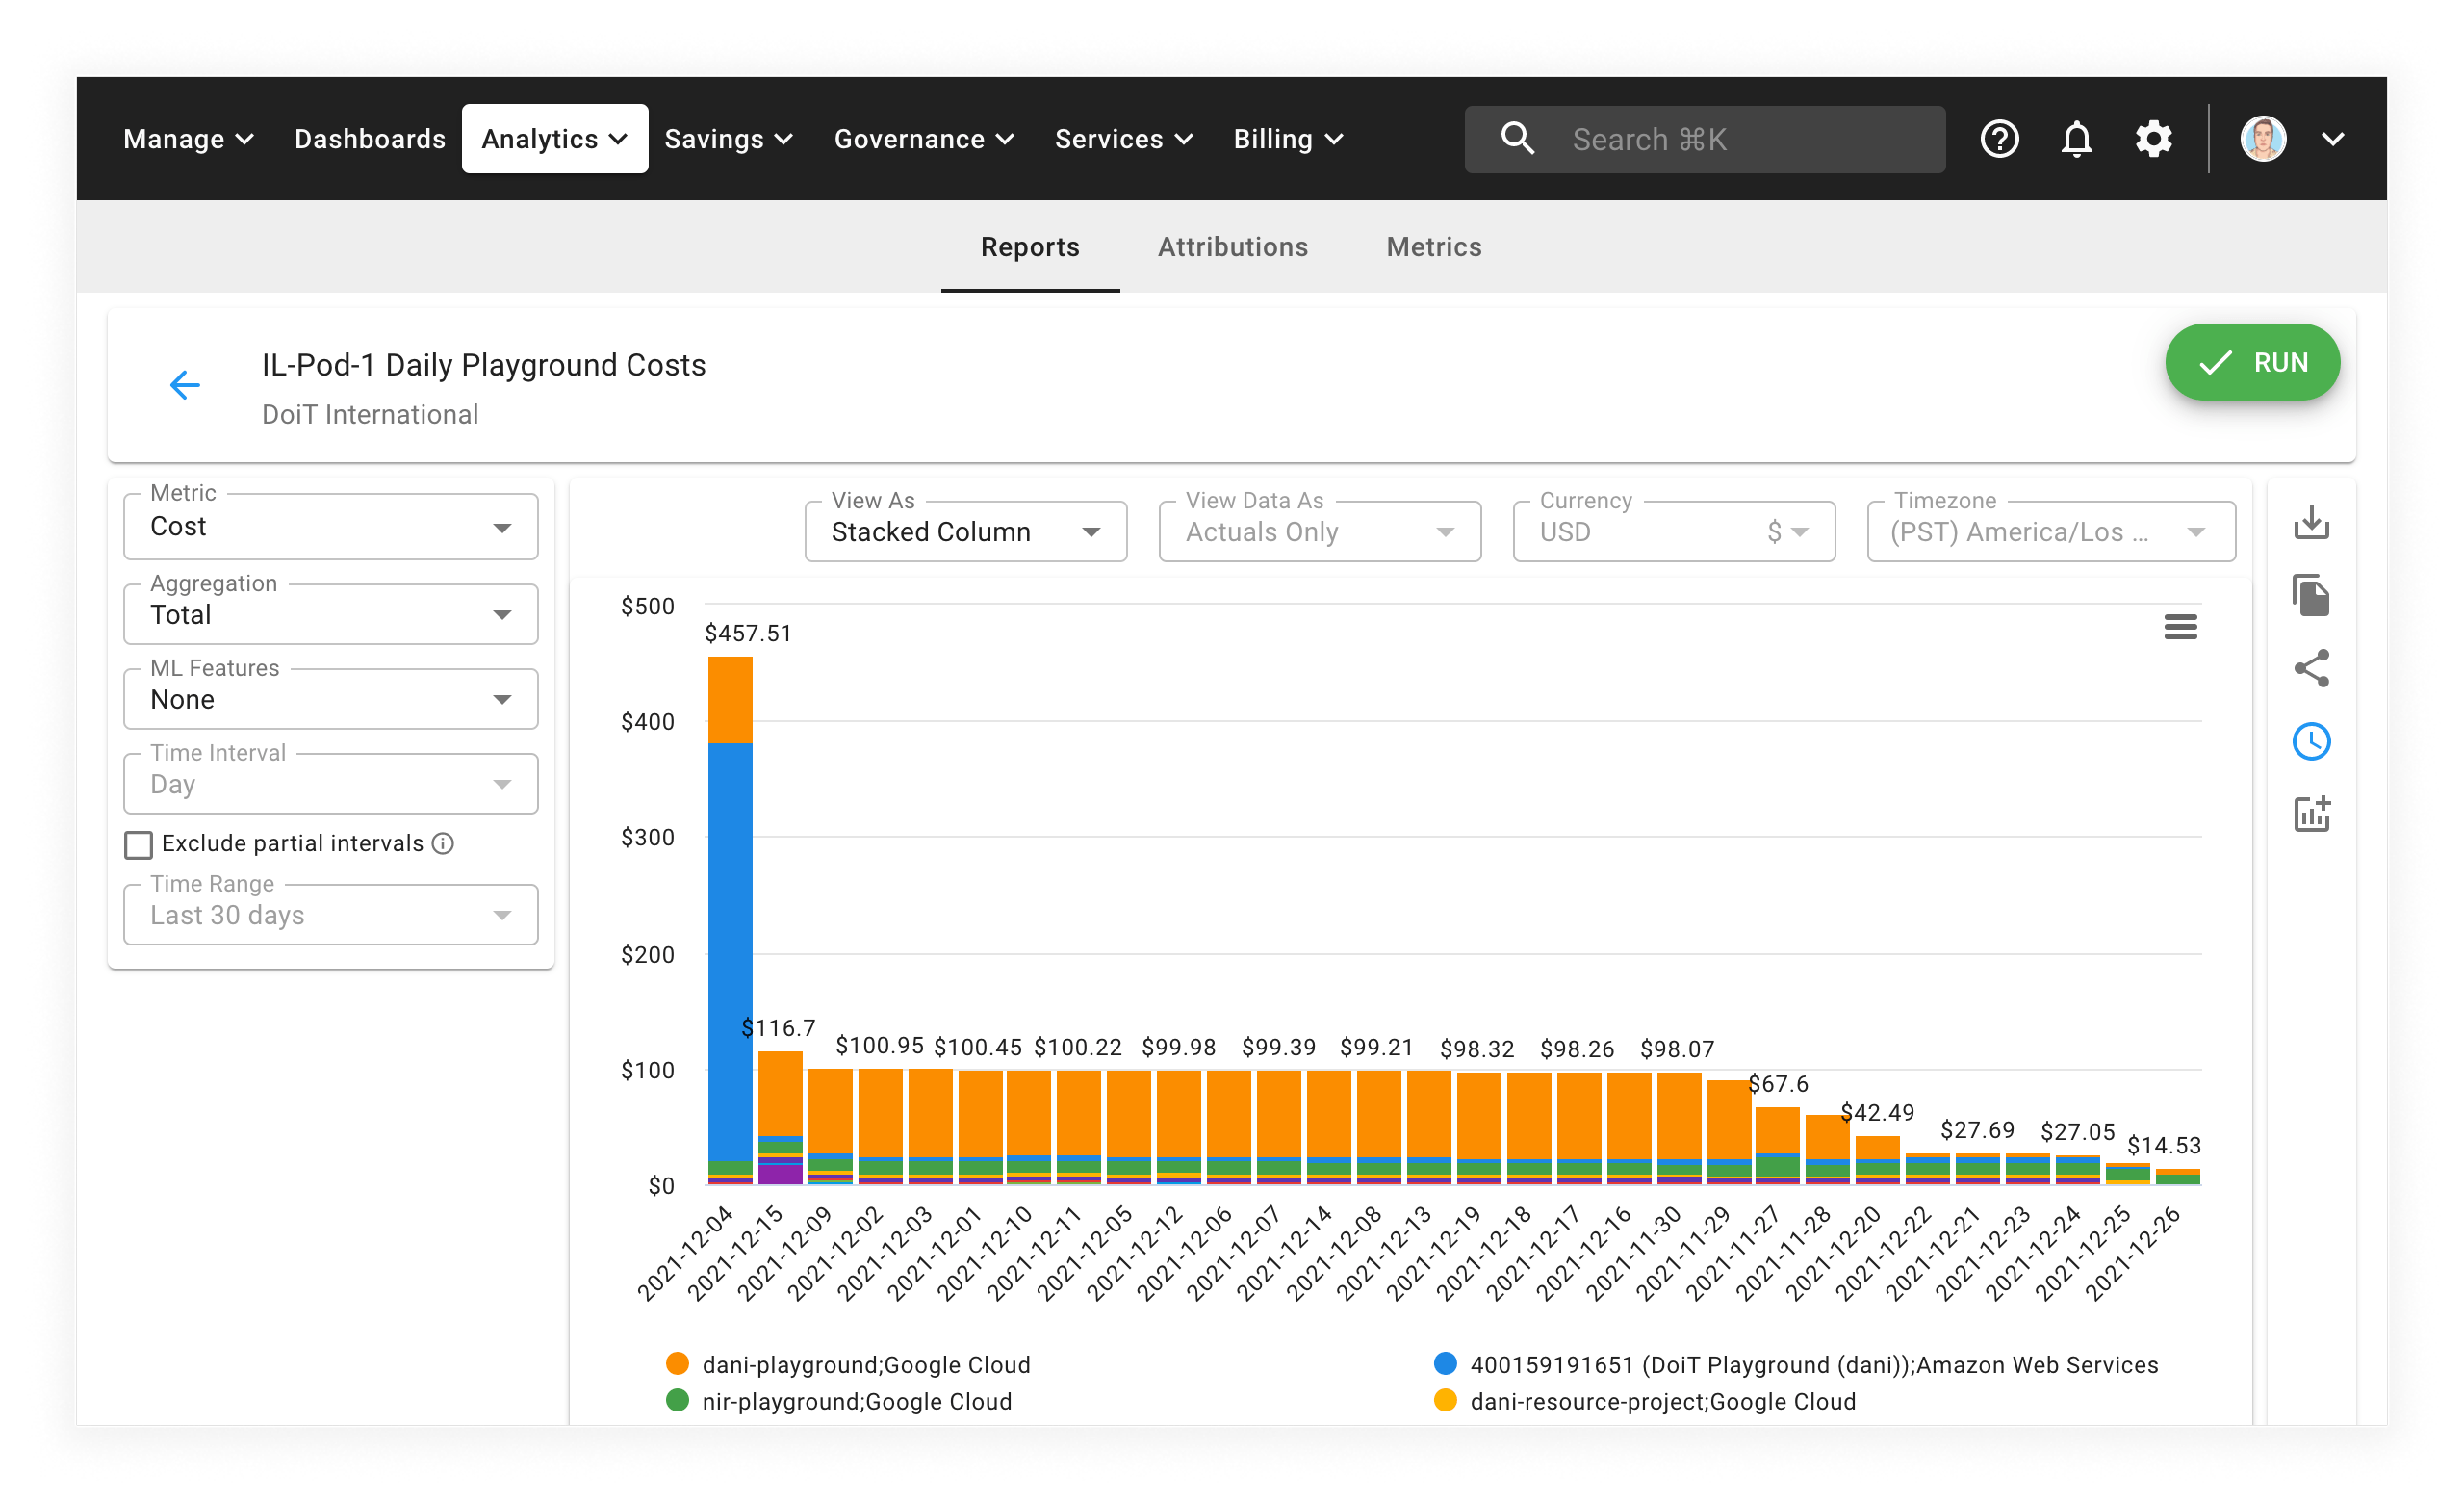 Manage Dashboards Analytics Savings Governance Services Billing Search ⌘K
Reports Attributions Metrics
IL-Pod-1 Daily Playground Costs
DoiT International
RUN
Metric
Cost
Aggregation
Total
ML Features
None
Time Interval
Day
Exclude partial intervals
Time Range
Last 30 days
View As
Stacked Column
View Data As
Actuals Only
Currency
USD $
Timezone
(PST) America/Los ...
$500
$400
$300
$200
$100
$0
$457.51
$116.7
$100.95 $100.45 $100.22 $99.98 $99.39 $99.21 $98.32 $98.26 $98.07
$67.6
$42.49
$27.69 $27.05
$14.53
2021-12-04
2021-12-15
2021-12-09
2021-12-02
2021-12-03
2021-12-01
2021-12-10
2021-12-11
2021-12-05
2021-12-12
2021-12-06
2021-12-07
2021-12-14
2021-12-08
2021-12-13
2021-12-19
2021-12-18
2021-12-17
2021-12-16
2021-11-30
2021-11-29
2021-11-27
2021-11-28
2021-12-20
2021-12-22
2021-12-21
2021-12-23
2021-12-24
2021-12-25
2021-12-26
dani-playground;Google Cloud
400159191651 (DoiT Playground (dani));Amazon Web Services
nir-playground;Google Cloud
dani-resource-project;Google Cloud